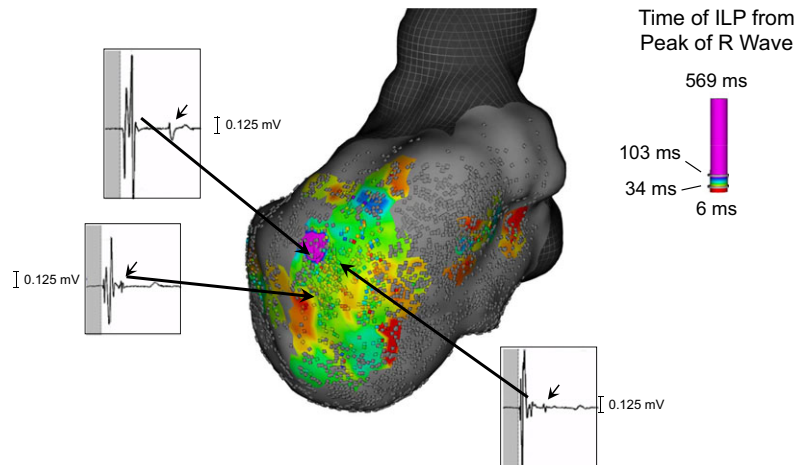 Time of ILP from
Peak of R Wave
569 ms
103 ms
34 ms
6 ms
0.125 mV
0.125 mV
0.125 mV